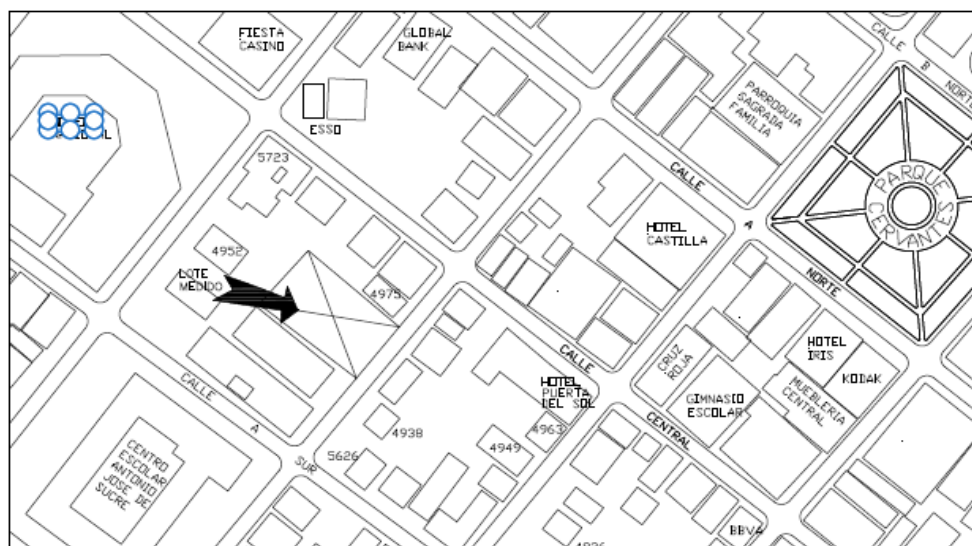 FIESTA
CASINO
GLOBAL
BANK
ESSO
CALLE
B
NORTE
PARROQUIA
SAGRADA
FAMILIA
PARQUE
CERVANTES
5723
CALLE
A
NORTE
HOTEL
CASTILLA
4952
LOTE
MEDIDO
4975
CALLE
CENTRAL
CRUZ
ROJA
HOTEL
IRIS
KODAK
MUEBLERIA
CENTRAL
GIMNASIO
ESCOLAR
HOTEL
PUERTA
DEL SOL
CALLE
A
SUR
4938
4963
4949
5626
CENTRO
ESCOLAR
ANTONIO
JOSE DE
SUCRE
BBVA